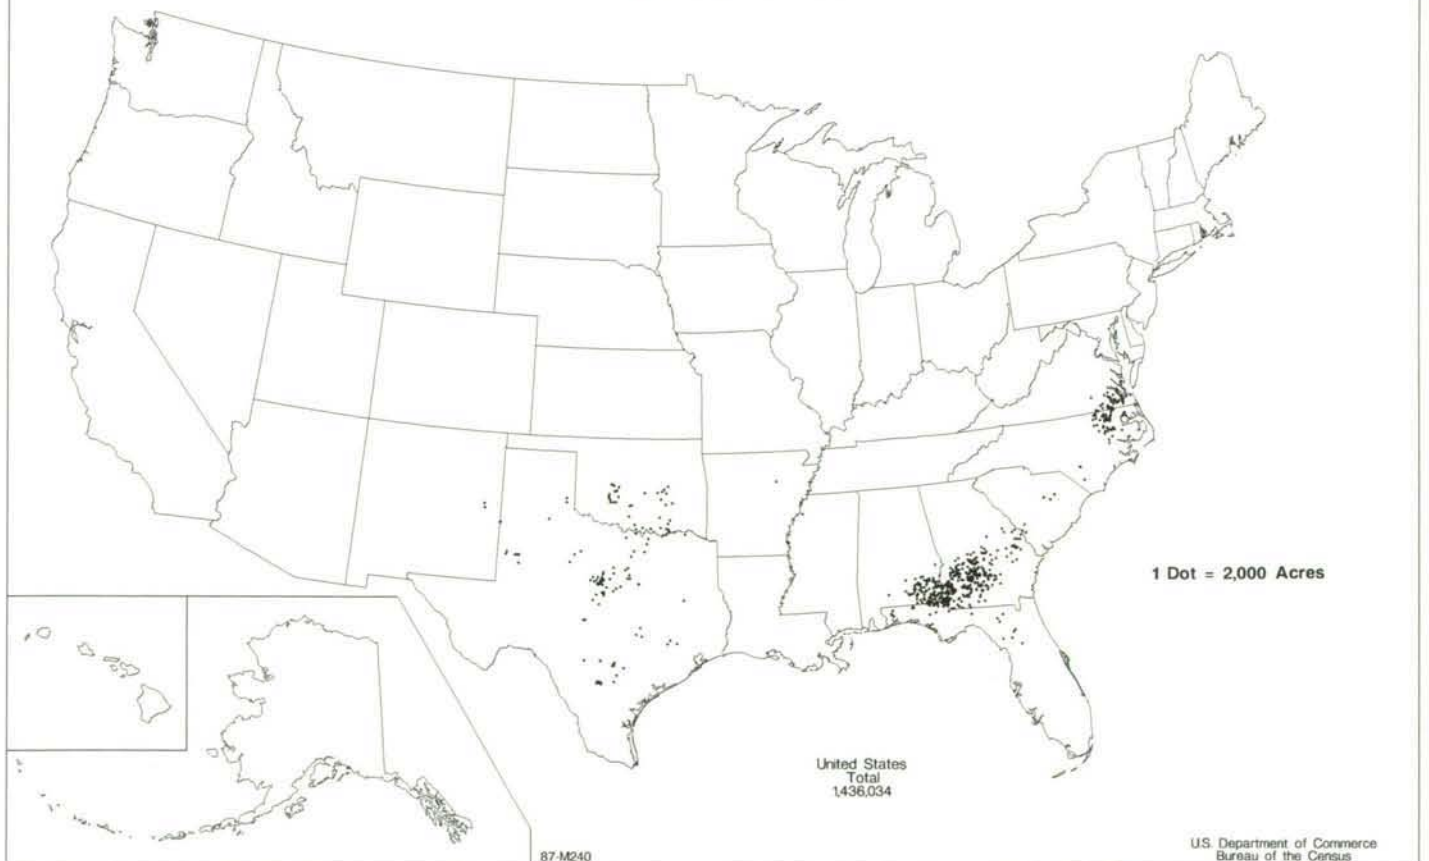 1 Dot = 2,000 Acres
United States
Total
1,436,034
87-M240
U.S. Department of Commerce
Bureau of the Census